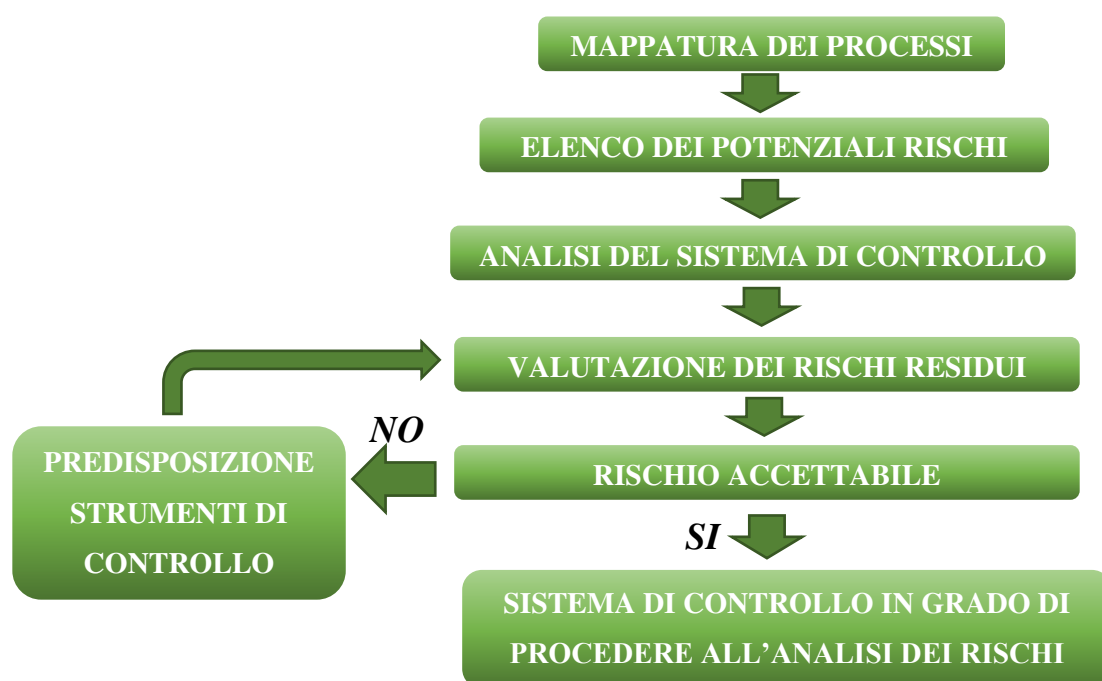 MAPPATURA DEI PROCESSI
ELENCO DEI POTENZIALI RISCHI
ANALISI DEL SISTEMA DI CONTROLLO
VALUTAZIONE DEI RISCHI RESIDUI
RISCHIO ACCETTABILE
NO
PREDISPOSIZIONE
STRUMENTI DI
CONTROLLO
SI
SISTEMA DI CONTROLLO IN GRADO DI
PROCEDERE ALL’ANALISI DEI RISCHI